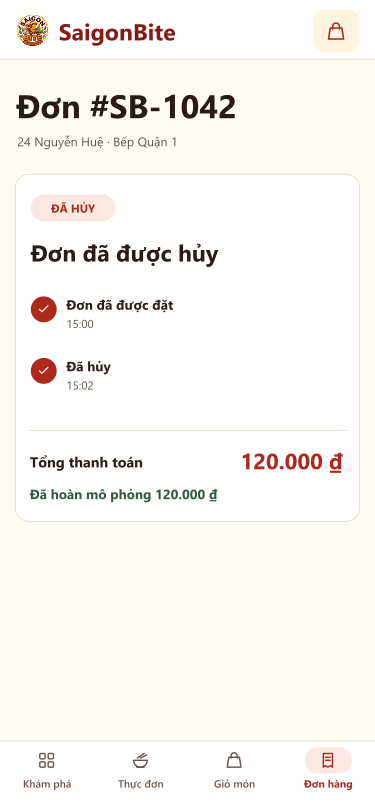 SAIGON
BITE
SaigonBite
Đơn #SB-1042
24 Nguyễn Huệ · Bếp Quận 1
ĐÃ HỦY
Đơn đã được hủy
Đơn đã được đặt
15:00
Đã hủy
15:02
Tổng thanh toán
120.000 ₫
Đã hoàn mô phỏng 120.000 ₫
Khám phá
Thực đơn
Giỏ món
Đơn hàng